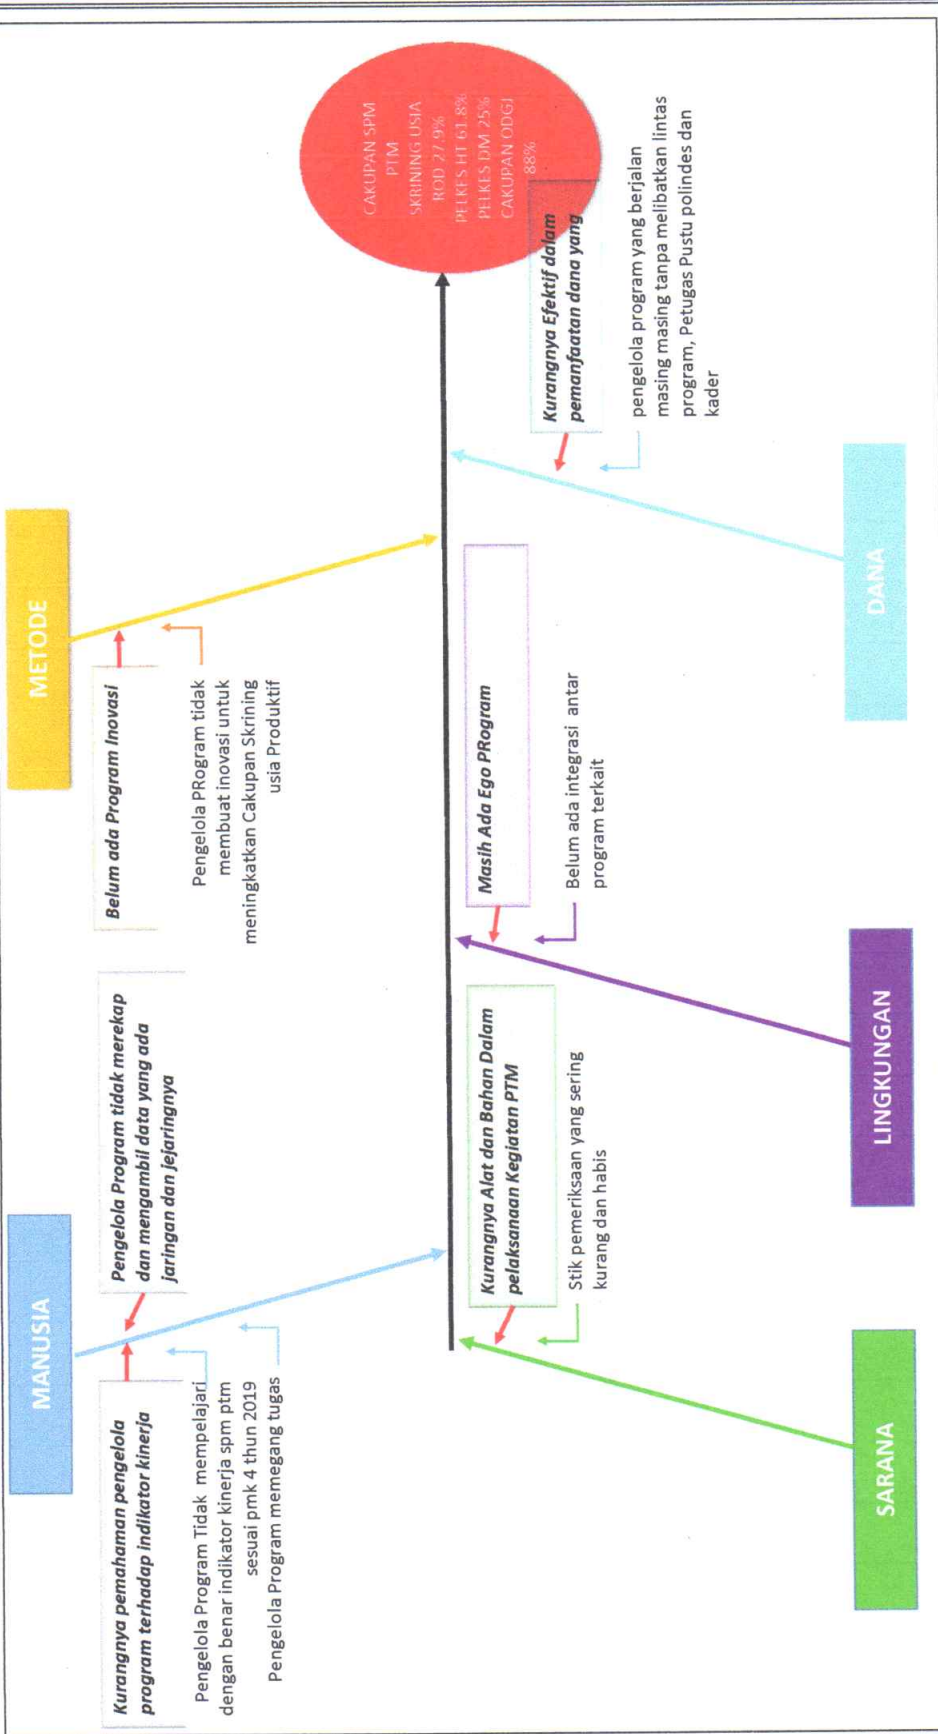 MANUSIA
METODE
Kurangnya pemahaman pengelola
program terhadap indikator kinerja
Pengelola Program tidak merekap
dan mengambil data yang ada
jaringan dan jejaringnya
Pengelola Program Tidak mempelajari
dengan benar indikator kinerja spm ptm
sesuai pmk 4 thun 2019
Pengelola Program memegang tugas
Belum ada Program Inovasi
Pengelola PRogram tidak
membuat inovasi untuk
meningkatkan Cakupan Skrining
usia Produktif
CAKUPAN SPM
PTM
SKRINING USIA
ROD 27.9%
PELKES HT 61.8%
PELKES DM 25%
CAKUPAN ODGJ
88%
Kurangnya Alat dan Bahan Dalam
pelaksanaan Kegiatan PTM
Stik pemeriksaan yang sering
kurang dan habis
Masih Ada Ego PRogram
Belum ada integrasi antar
program terkait
Kurangnya Efektif dalam
pemanfaatan dana yang
pengelola program yang berjalan
masing masing tanpa melibatkan lintas
program, Petugas Pustu polindes dan
kader
SARANA
LINGKUNGAN
DANA